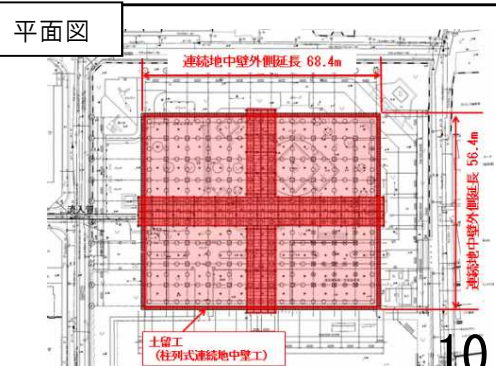 平面図
連続地中壁外側延長 68.4m
連続地中壁外側延長 56.4m
土留工
(柱列式連続地中壁工)
10